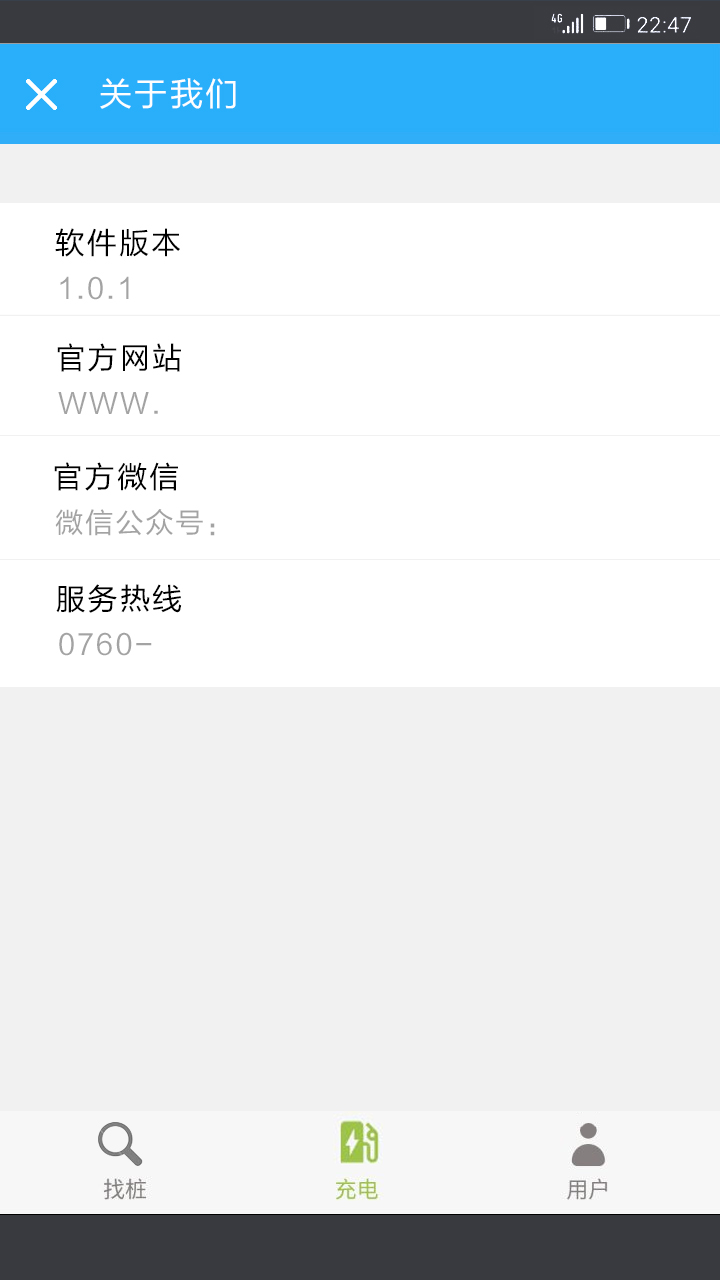 4G 22:47
关于我们
软件版本
1.0.1
官方网站
WWW.
官方微信
微信公众号：
服务热线
0760-
找桩 充电 用户